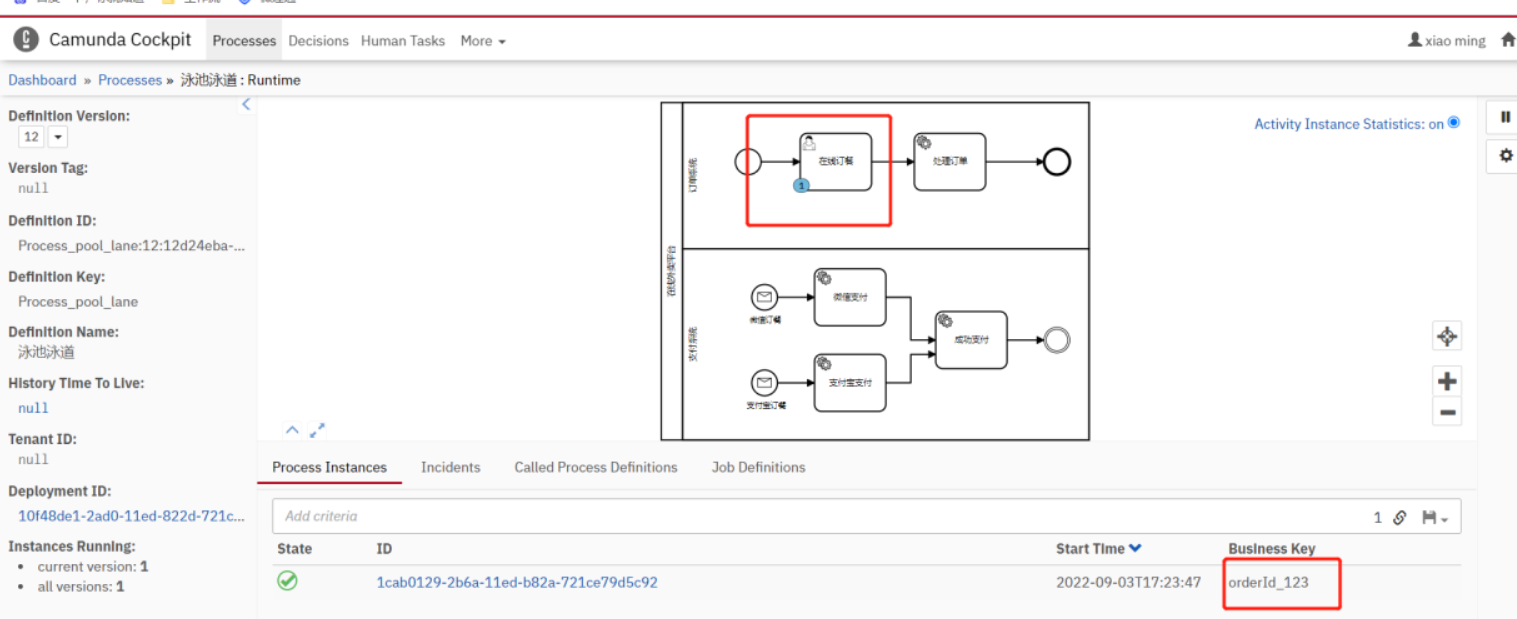 Camunda Cockpit Processes Decisions Human Tasks More xiao ming
Dashboard » Processes » 泳池泳道 : Runtime
Definition Version:
12
Version Tag:
null
Definition ID:
Process_pool_lane:12:12d24eba-...
Definition Key:
Process_pool_lane
Definition Name:
泳池泳道
History Time To Live:
null
Tenant ID:
null
Deployment ID:
10f48de1-2ad0-11ed-822d-721c...
Instances Running:
current version: 1
all versions: 1
Activity Instance Statistics: on
在线外卖平台
订单系统
在线订餐
1
处理订单
支付系统
微信订餐
微信支付
支付宝订餐
支付宝支付
成功支付
Process Instances Incidents Called Process Definitions Job Definitions
Add criteria 1
State ID Start Time Business Key
1cab0129-2b6a-11ed-b82a-721ce79d5c92 2022-09-03T17:23:47 orderId_123